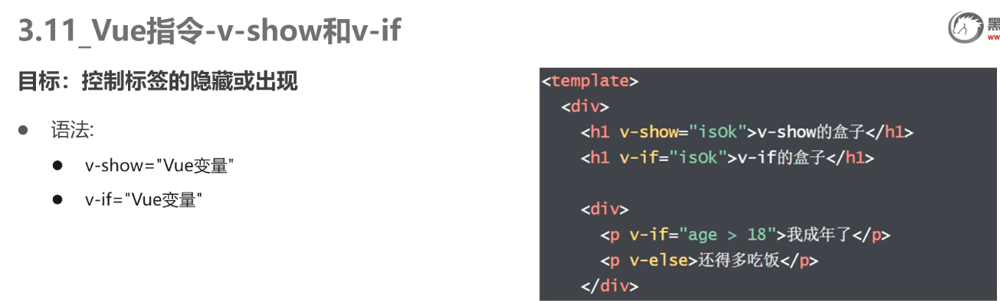 3.11_Vue指令-v-show和v-if
黑
ww
目标：控制标签的隐藏或出现
语法:
v-show="Vue变量"
v-if="Vue变量"
<template>
<div>
<h1 v-show="isOk">v-show的盒子</h1>
<h1 v-if="isOk">v-if的盒子</h1>
<div>
<p v-if="age > 18">我成年了</p>
<p v-else>还得多吃饭</p>
</div>